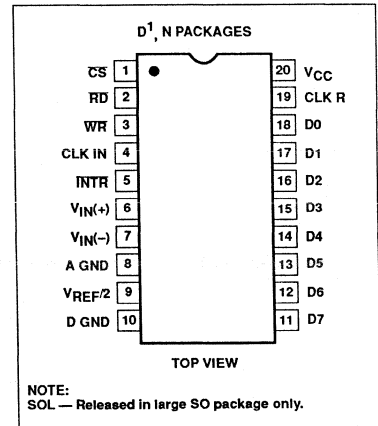 D¹, N PACKAGES
CS 1 20 VCC
RD 2 19 CLK R
WR 3 18 D0
CLK IN 4 17 D1
INTR 5 16 D2
VIN(+) 6 15 D3
VIN(–) 7 14 D4
A GND 8 13 D5
VREF/2 9 12 D6
D GND 10 11 D7
TOP VIEW
NOTE:
SOL — Released in large SO package only.